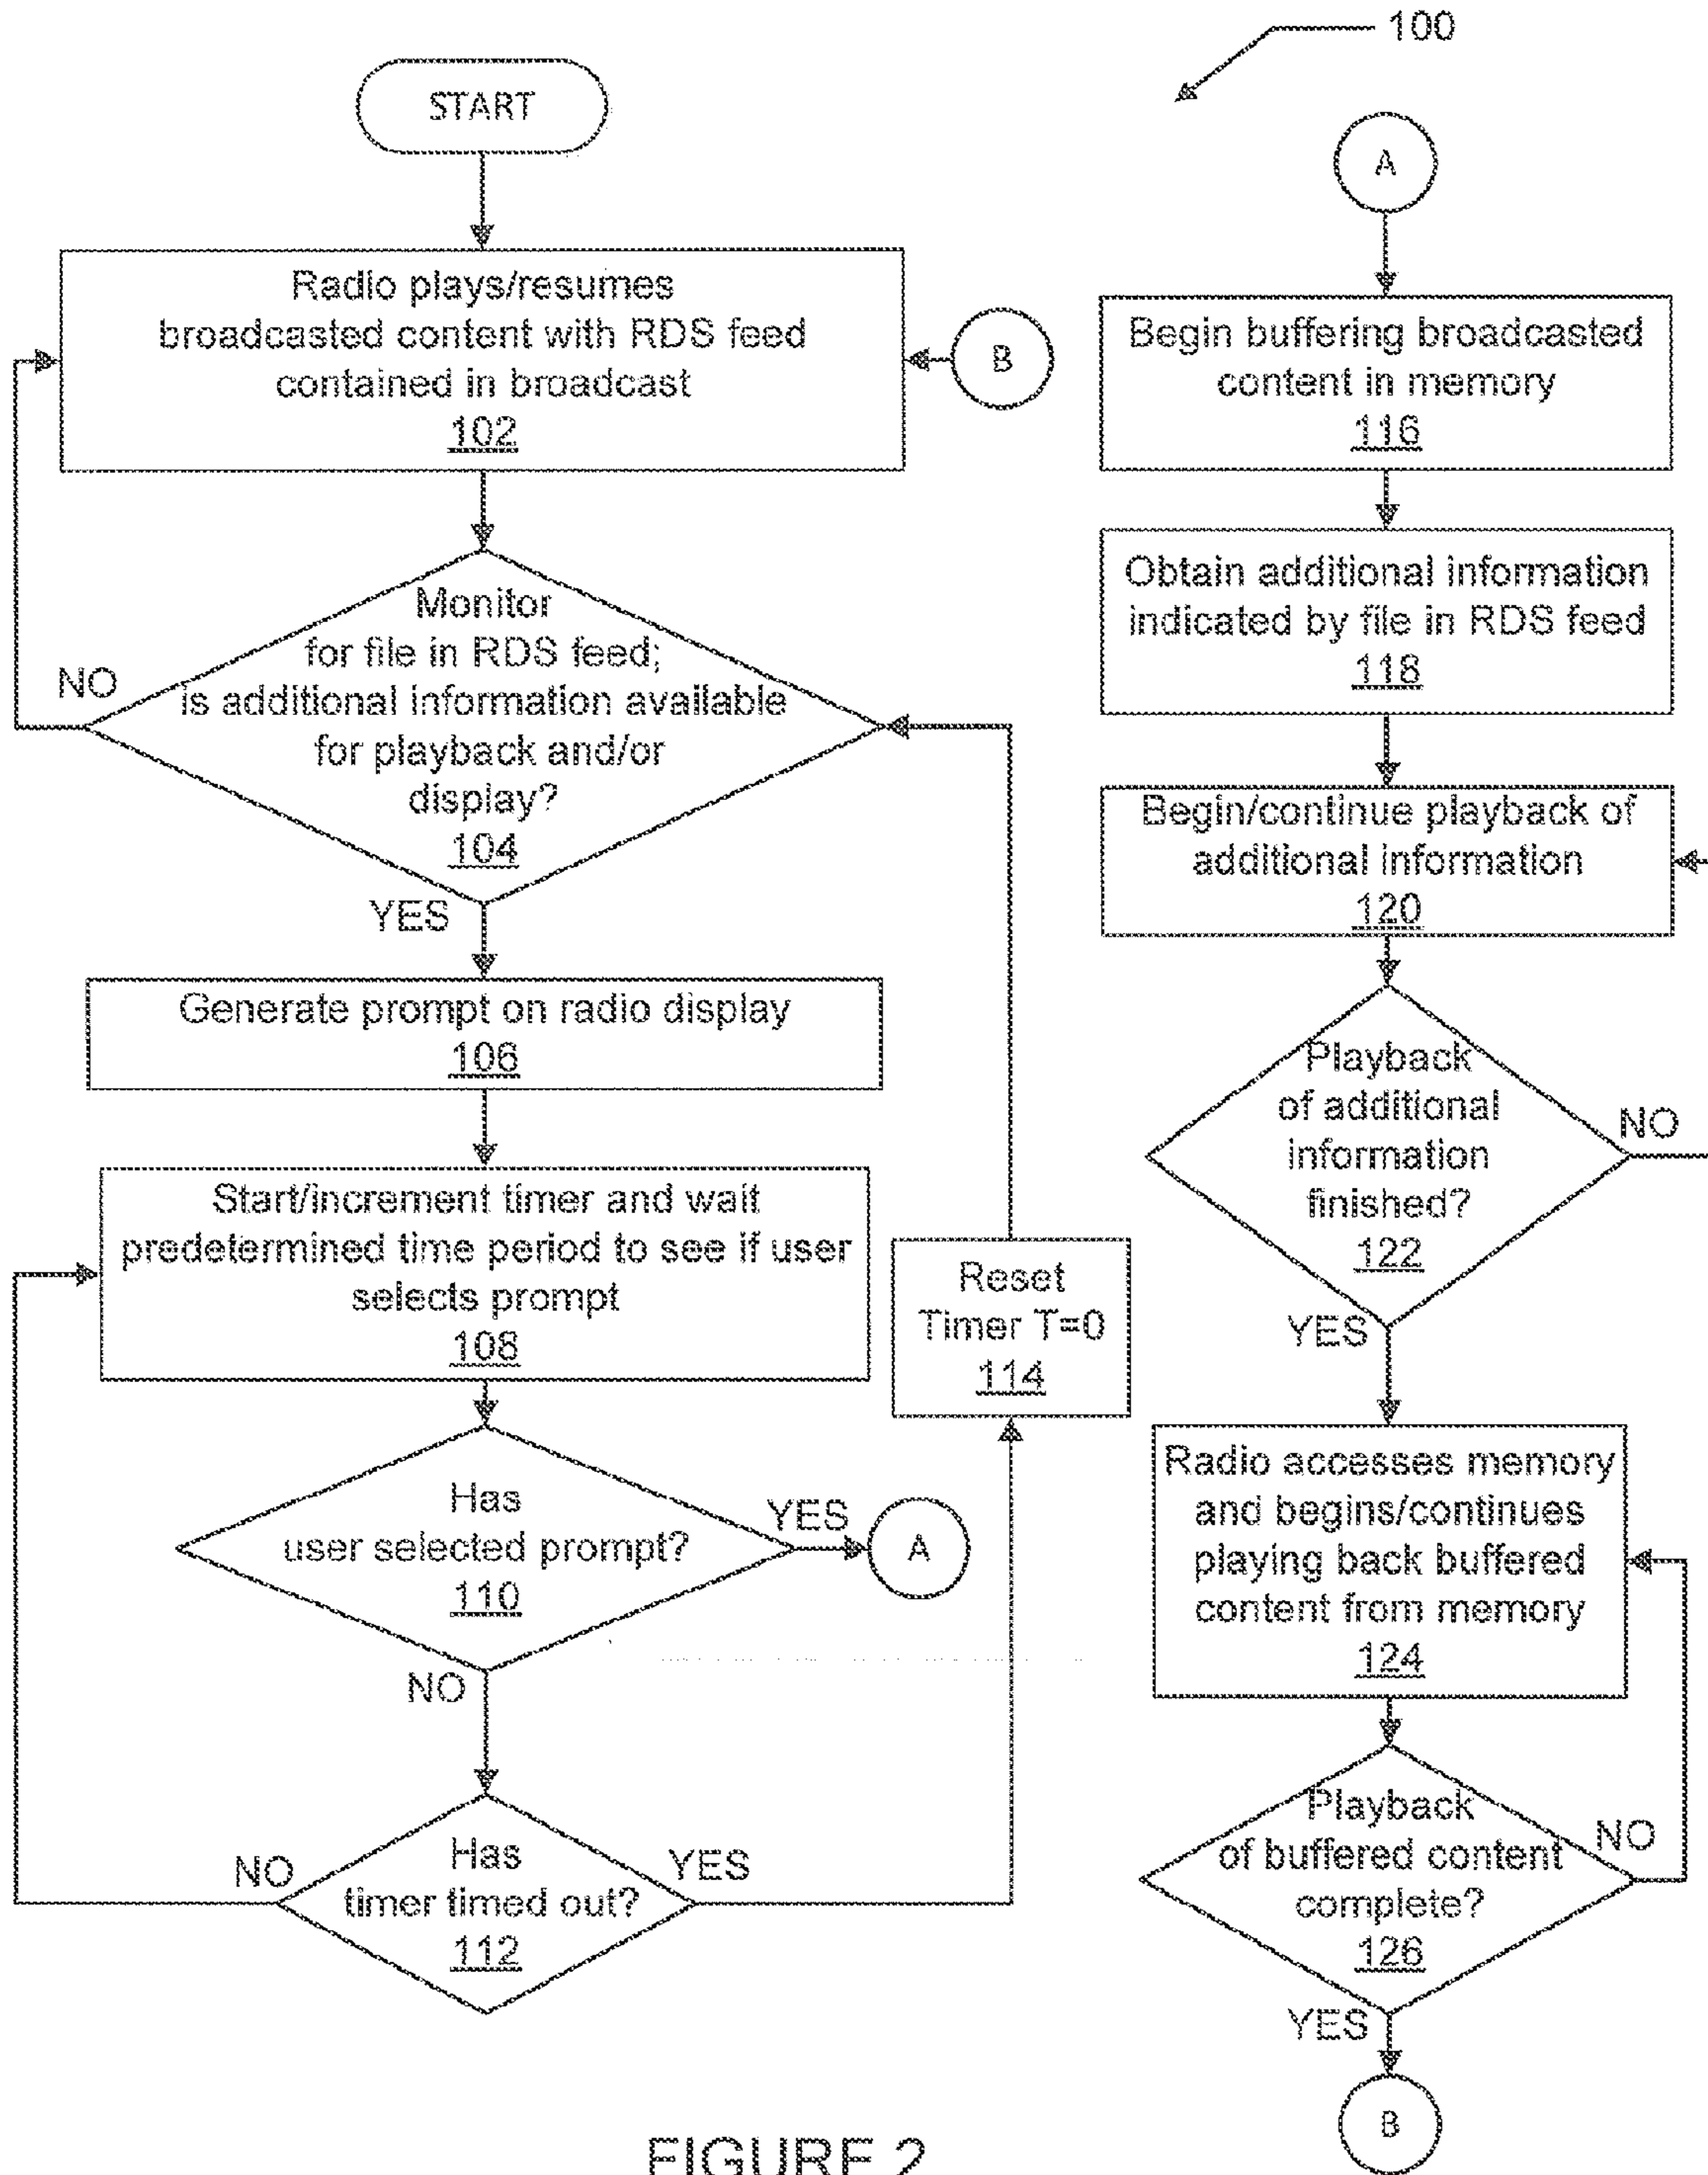 100
START
Radio plays/resumes
broadcasted content with RDS feed
contained in broadcast
102
B
Monitor
for file in RDS feed;
is additional information available
for playback and/or
display?
104
NO
YES
Generate prompt on radio display
106
Start/increment timer and wait
predetermined time period to see if user
selects prompt
108
Has
user selected prompt?
110
YES
A
NO
Has
timer timed out?
112
NO
YES
Reset
Timer T=0
114
A
Begin buffering broadcasted
content in memory
116
Obtain additional information
indicated by file in RDS feed
118
Begin/continue playback of
additional information
120
Playback
of additional
information
finished?
122
NO
YES
Radio accesses memory
and begins/continues
playing back buffered
content from memory
124
Playback
of buffered content
complete?
126
NO
YES
B
FIGURE 2